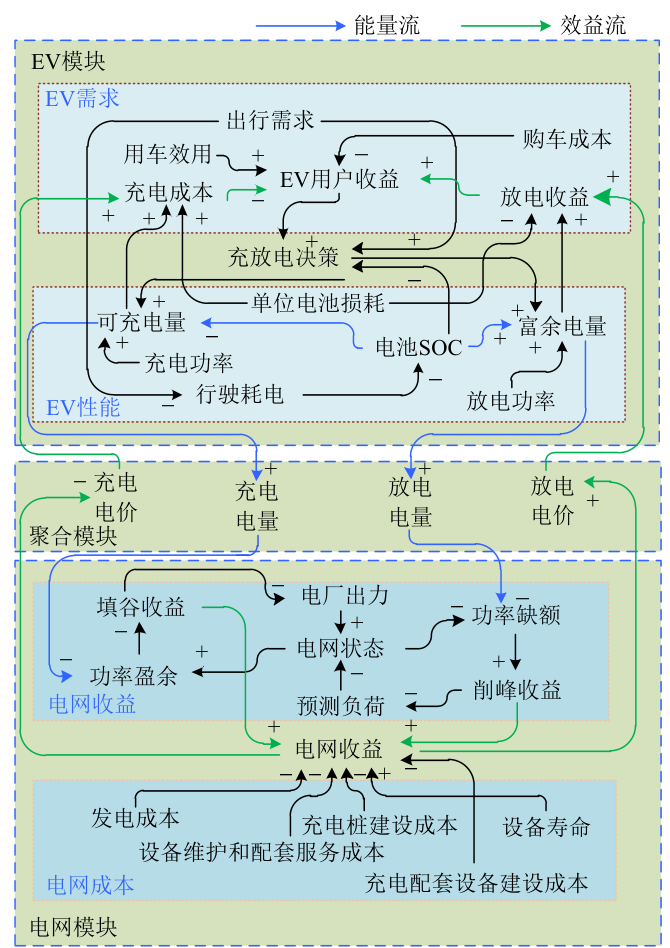 能量流 效益流
EV模块
EV需求
出行需求
购车成本
用车效用 + −
EV用户收益 +
充电成本 − 放电收益 +
+ + + − +
充放电决策 + +
−
+ 单位电池损耗
可充电量 − 电池SOC + + 富余电量
+ 充电功率 +
− 行驶耗电 − 放电功率
EV性能
+ +
− 充电 充电 放电 放电
电价 电量 电量 电价 +
聚合模块
− 电厂出力 −
填谷收益 + − 功率缺额
− + 电网状态 +
− 功率盈余 − − 削峰收益
电网收益 预测负荷
+ +
电网收益
− − − + −
发电成本 充电桩建设成本 设备寿命
设备维护和配套服务成本
电网成本 充电配套设备建设成本
电网模块